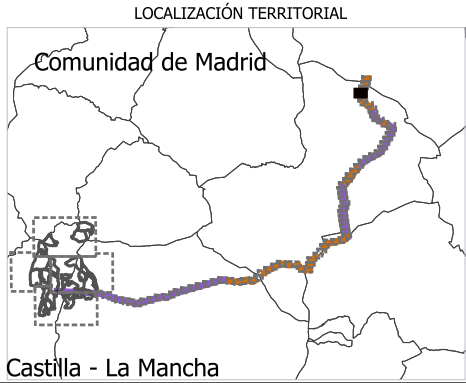 LOCALIZACIÓN TERRITORIAL
Comunidad de Madrid
Castilla - La Mancha